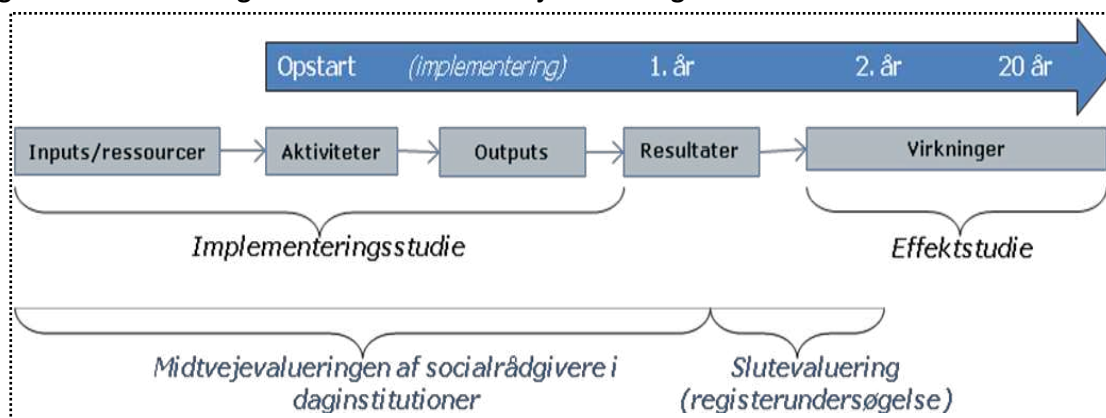 Opstart (implementering) 1. år 2. år 20 år
Inputs/ressourcer Aktiviteter Outputs Resultater Virkninger
Implementeringsstudie Effektstudie
Midtvejevalueringen af socialrådgivere i Slutevaluering
daginstitutioner (registerundersøgelse)